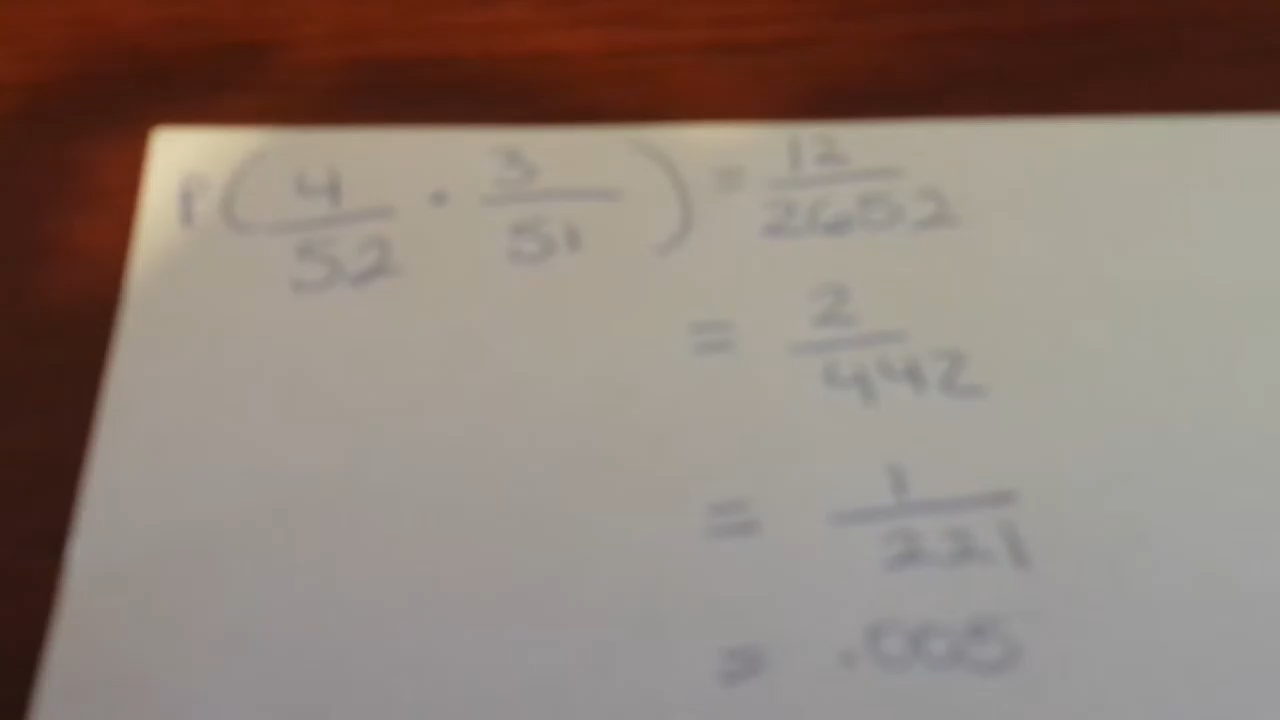 P(4/52 · 3/51) = 12/2652
= 2/442
= 1/221
= .005